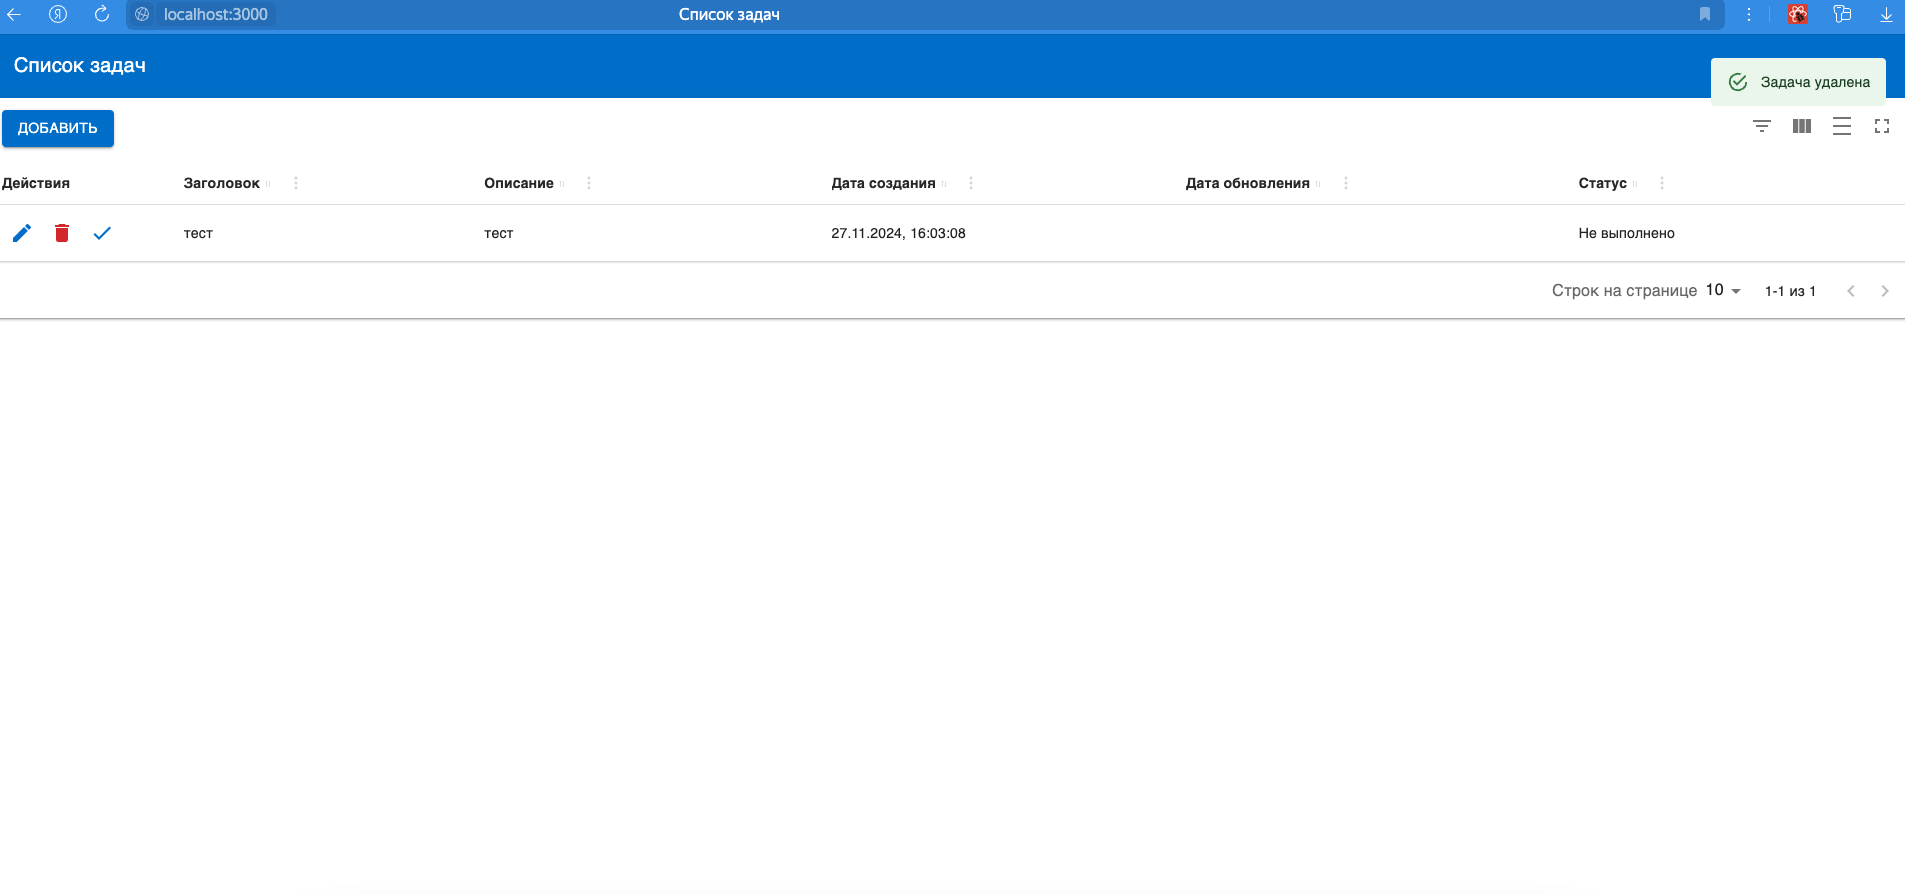 localhost:3000 Список задач
Список задач
Задача удалена
ДОБАВИТЬ
Действия Заголовок Описание Дата создания Дата обновления Статус
тест тест 27.11.2024, 16:03:08 Не выполнено
Строк на странице 10 1-1 из 1